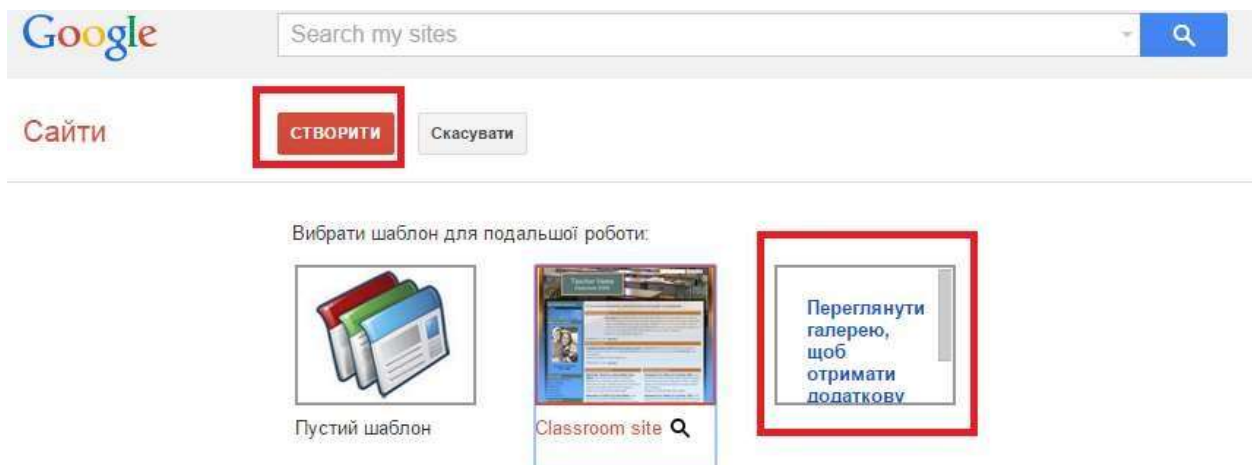 Google
Search my sites
Сайти
СТВОРИТИ
Скасувати
Вибрати шаблон для подальшої роботи:
Переглянути
галерею,
щоб
отримати
додаткову
Пустий шаблон
Classroom site